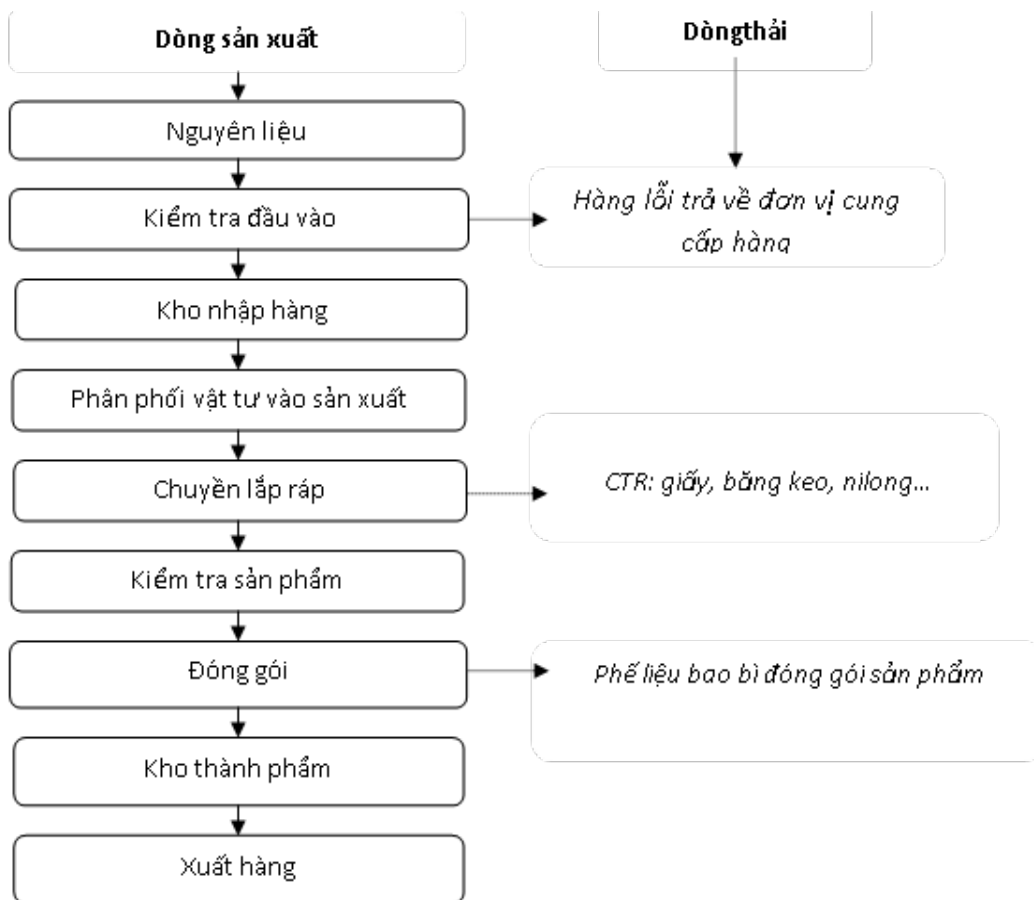 Dòng sản xuất
Dòngthải
Nguyên liệu
Kiểm tra đầu vào
Hàng lỗi trả về đơn vị cung
cấp hàng
Kho nhập hàng
Phân phối vật tư vào sản xuất
Chuyền lắp ráp
CTR: giấy, băng keo, nilong...
Kiểm tra sản phẩm
Đóng gói
Phế liệu bao bì đóng gói sản phẩm
Kho thành phẩm
Xuất hàng